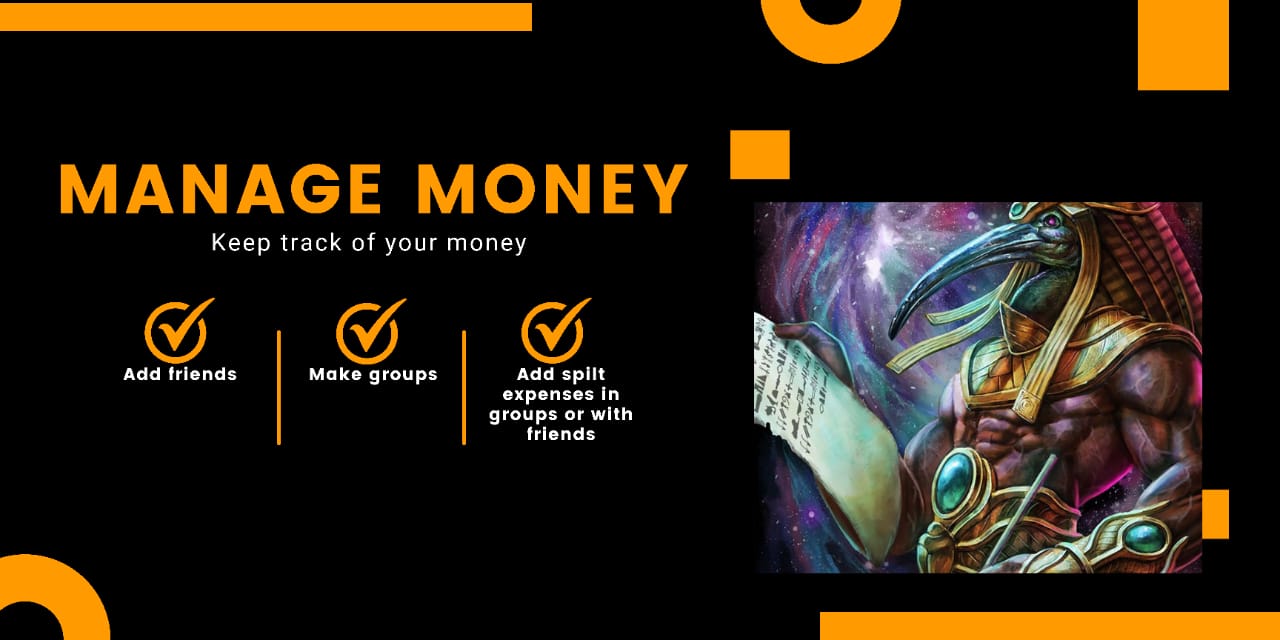 MANAGE MONEY
Keep track of your money
Add friends
Make groups
Add spilt
expenses in
groups or with
friends